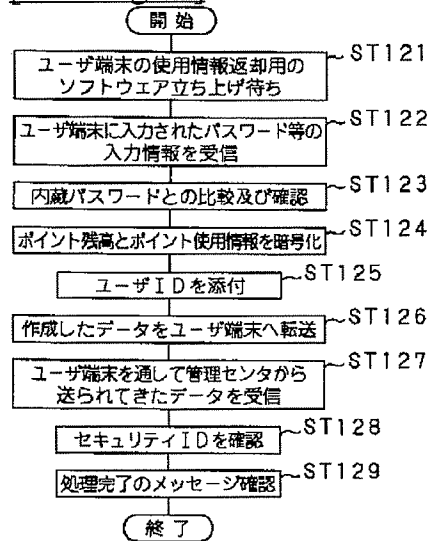 開始
ST121
ユーザ端末の使用情報返却用の
ソフトウェア立ち上げ待ち
ST122
ユーザ端末に入力されたパスワード等の
入力情報を受信
ST123
内蔵パスワードとの比較及び確認
ST124
ポイント残高とポイント使用情報を暗号化
ST125
ユーザIDを添付
ST126
作成したデータをユーザ端末へ転送
ST127
ユーザ端末を通して管理センタから
送られてきたデータを受信
ST128
セキュリティIDを確認
ST129
処理完了のメッセージ確認
終了